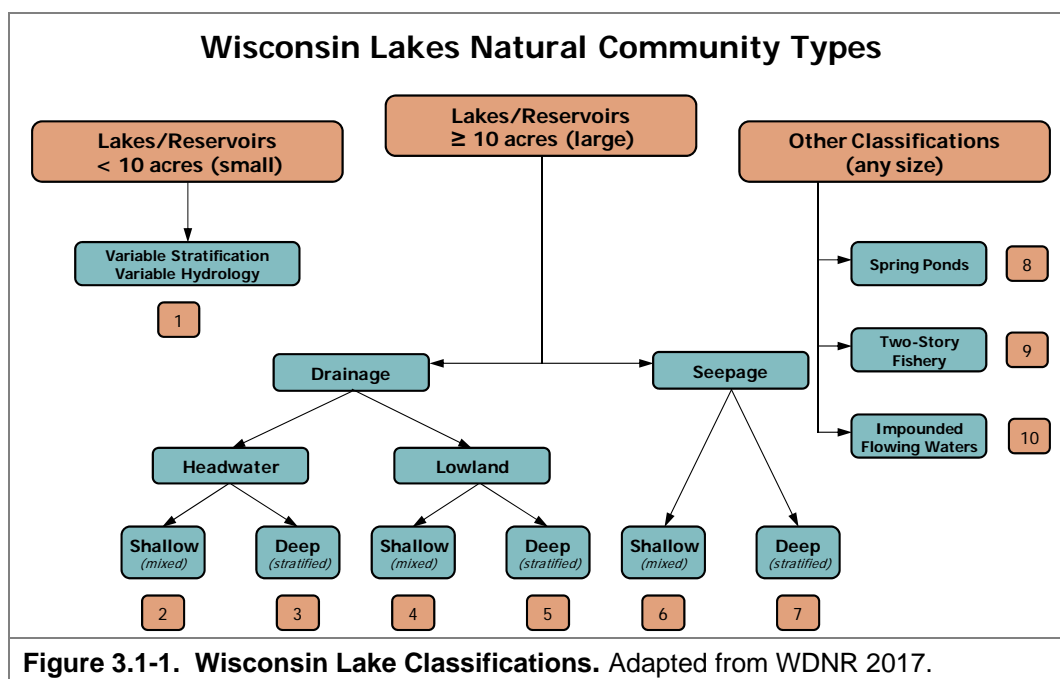 Wisconsin Lakes Natural Community Types
Lakes/Reservoirs
< 10 acres (small)
Lakes/Reservoirs
≥ 10 acres (large)
Other Classifications
(any size)
Variable Stratification
Variable Hydrology
1
Spring Ponds
8
Two-Story
Fishery
9
Impounded
Flowing Waters
10
Drainage
Seepage
Headwater
Lowland
Shallow
(mixed)
Deep
(stratified)
Shallow
(mixed)
Deep
(stratified)
Shallow
(mixed)
Deep
(stratified)
2
3
4
5
6
7
Figure 3.1-1. Wisconsin Lake Classifications. Adapted from WDNR 2017.